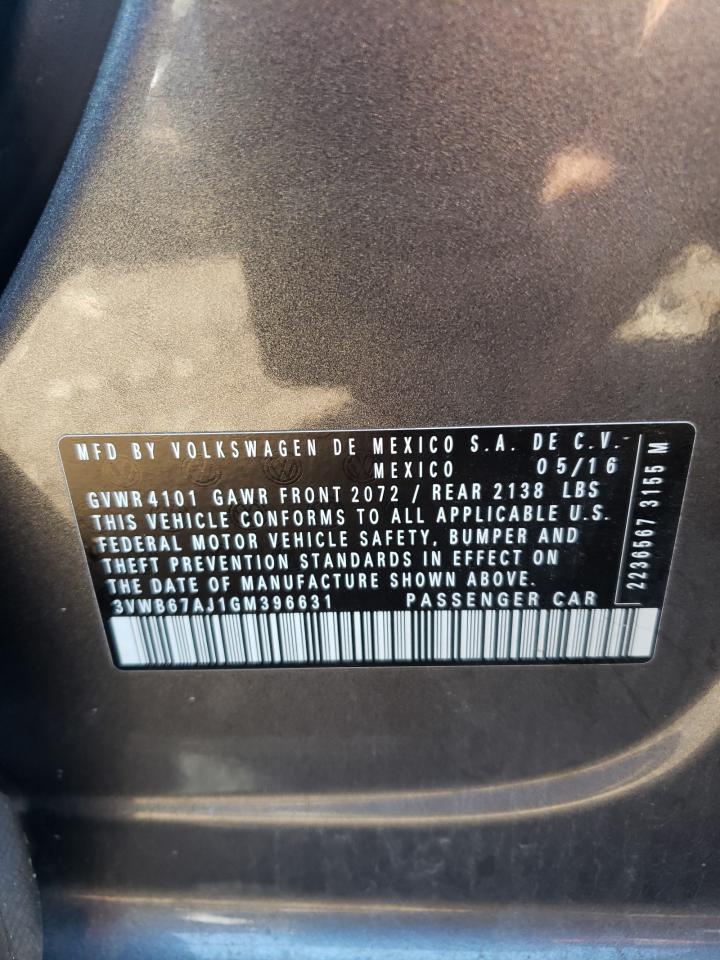 MFD BY VOLKSWAGEN DE MEXICO S.A. DE C.V.-
MEXICO 05/16
GVWR 4101 GAWR FRONT 2072 / REAR 2138 LBS
THIS VEHICLE CONFORMS TO ALL APPLICABLE U.S.
FEDERAL MOTOR VEHICLE SAFETY, BUMPER AND
THEFT PREVENTION STANDARDS IN EFFECT ON
THE DATE OF MANUFACTURE SHOWN ABOVE.
3VWB67AJ1GM396631 PASSENGER CAR
2236567 3155 M